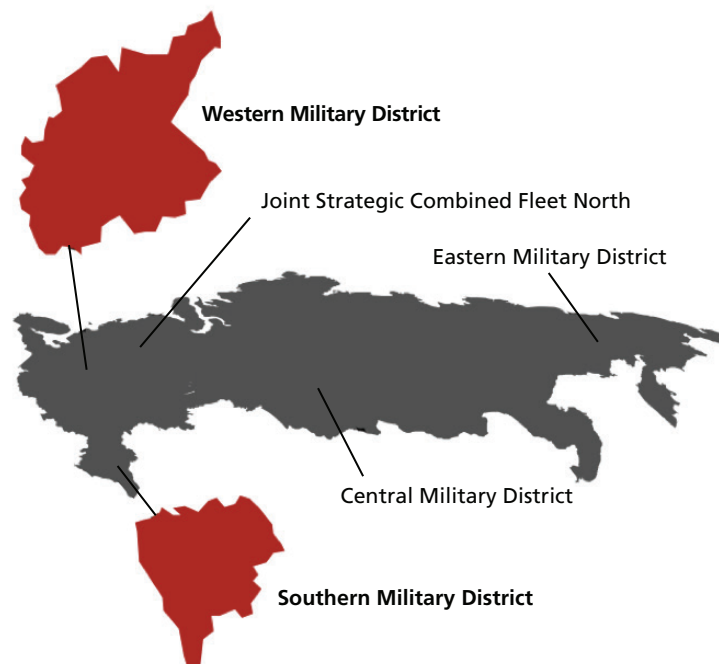 Western Military District
Joint Strategic Combined Fleet North
Eastern Military District
Central Military District
Southern Military District